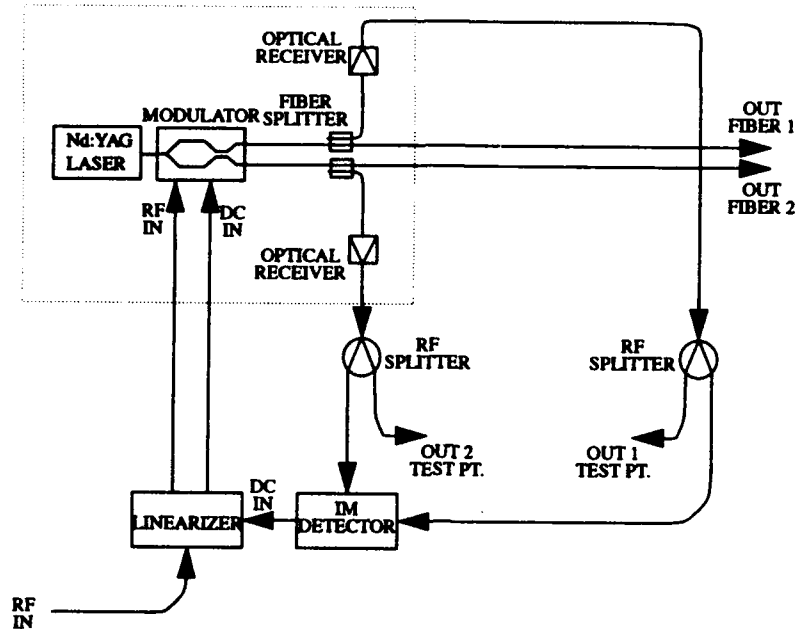 OPTICAL
RECEIVER
MODULATOR
FIBER
SPLITTER
Nd:YAG
LASER
OUT
FIBER 1
OUT
FIBER 2
RF
IN
DC
IN
OPTICAL
RECEIVER
RF
SPLITTER
RF
SPLITTER
OUT 2
TEST PT.
OUT 1
TEST PT.
DC
IN
LINEARIZER
IM
DETECTOR
RF
IN